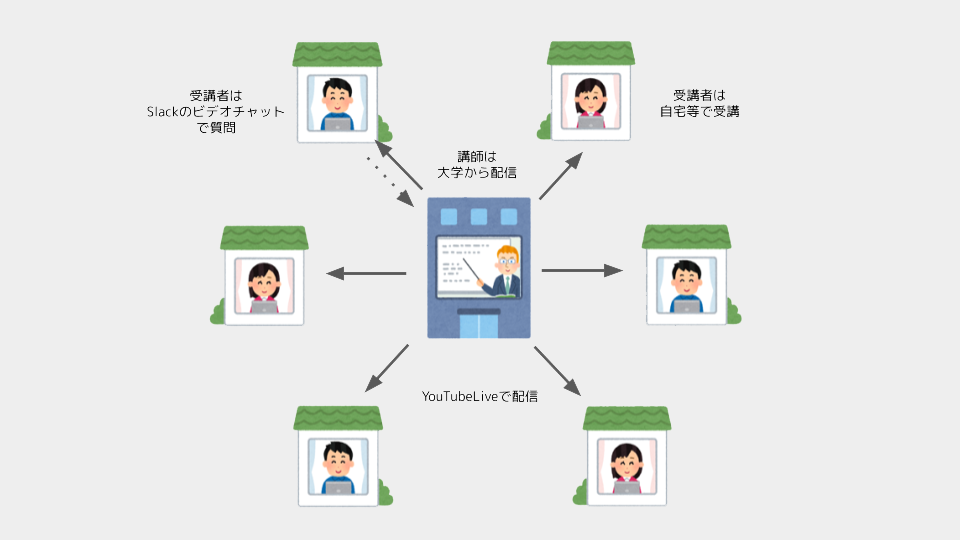 受講者は
Slackのビデオチャット
で質問
受講者は
自宅等で受講
講師は
大学から配信
YouTubeLiveで配信